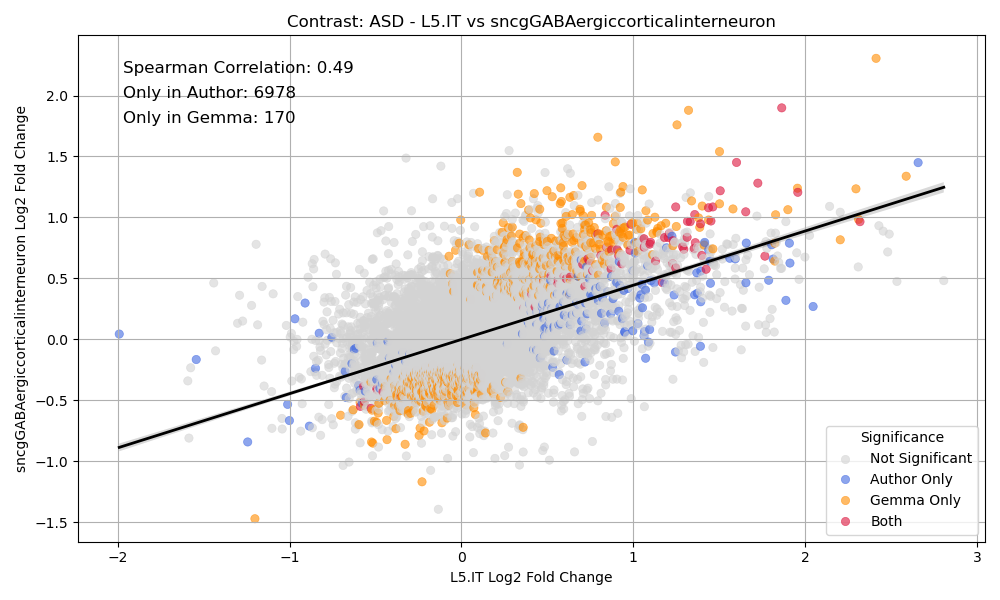 Contrast: ASD - L5.IT vs sncgGABAergiccorticalinterneuron
Spearman Correlation: 0.49
Only in Author: 6978
Only in Gemma: 170
sncgGABAergiccorticalinterneuron Log2 Fold Change
2.0
1.5
1.0
0.5
0.0
−0.5
−1.0
−1.5
Significance
Not Significant
Author Only
Gemma Only
Both
−2
−1
0
1
2
3
L5.IT Log2 Fold Change